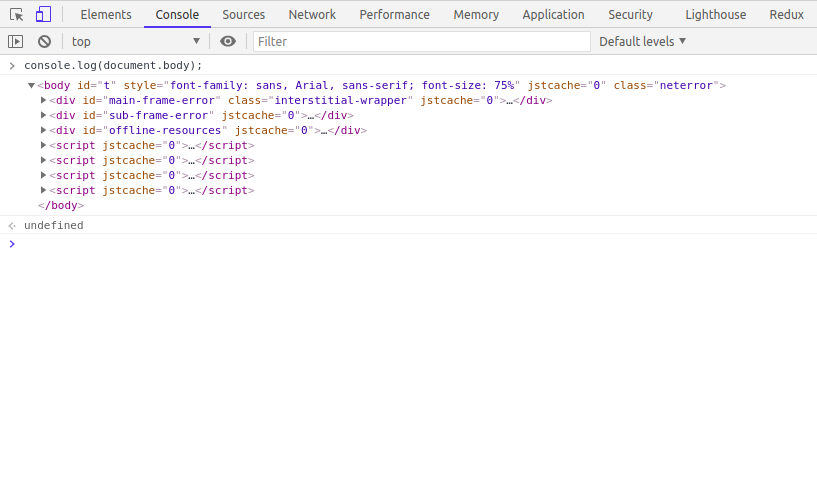 Elements Console Sources Network Performance Memory Application Security Lighthouse Redux
top Filter Default levels
console.log(document.body);
<body id="t" style="font-family: sans, Arial, sans-serif; font-size: 75%" jstcache="0" class="neterror">
<div id="main-frame-error" class="interstitial-wrapper" jstcache="0">…</div>
<div id="sub-frame-error" jstcache="0">…</div>
<div id="offline-resources" jstcache="0">…</div>
<script jstcache="0">…</script>
<script jstcache="0">…</script>
<script jstcache="0">…</script>
<script jstcache="0">…</script>
</body>
undefined